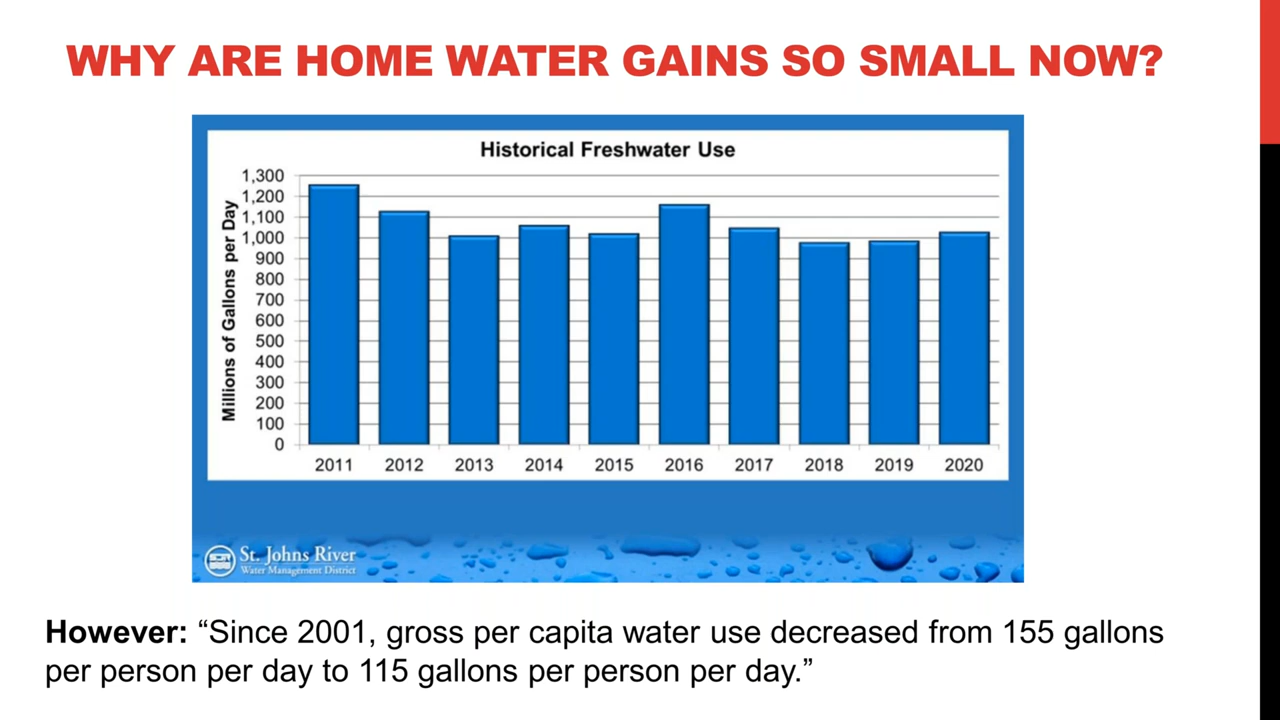 WHY ARE HOME WATER GAINS SO SMALL NOW?
Historical Freshwater Use
Millions of Gallons per Day
1,300
1,200
1,100
1,000
900
800
700
600
500
400
300
200
100
0
2011 2012 2013 2014 2015 2016 2017 2018 2019 2020
St. Johns River
Water Management District
However: “Since 2001, gross per capita water use decreased from 155 gallons
per person per day to 115 gallons per person per day.”